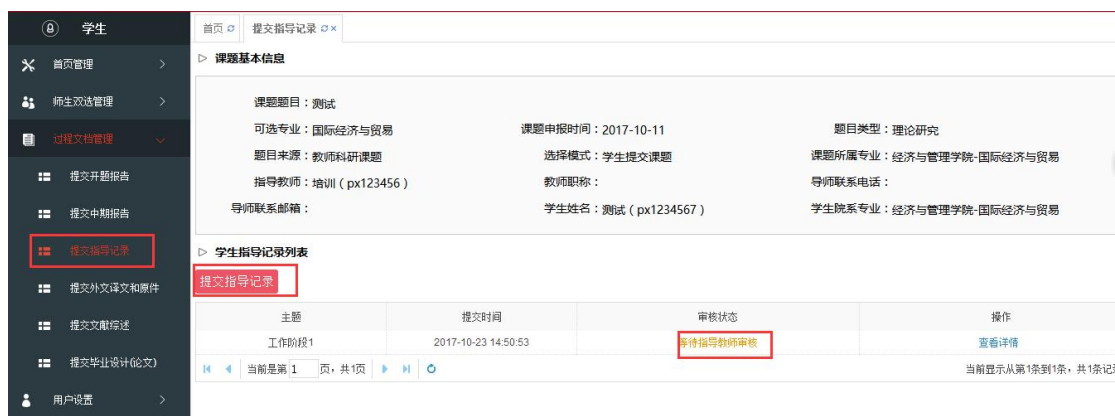 学生
首页 提交指导记录
首页管理
师生双选管理
过程文档管理
提交开题报告
提交中期报告
提交指导记录
提交外文译文和原件
提交文献综述
提交毕业设计(论文)
用户设置
课题基本信息
课题题目：测试
可选专业：国际经济与贸易 课题申报时间：2017-10-11 题目类型：理论研究
题目来源：教师科研课题 选择模式：学生提交课题 课题所属专业：经济与管理学院-国际经济与贸易
指导教师：培训（px123456） 教师职称： 导师联系电话：
导师联系邮箱： 学生姓名：测试（px1234567） 学生院系专业：经济与管理学院-国际经济与贸易
学生指导记录列表
提交指导记录
主题 提交时间 审核状态 操作
工作阶段1 2017-10-23 14:50:53 等待指导教师审核 查看详情
当前是第 1 页，共1页 当前显示从第1条到1条，共1条记